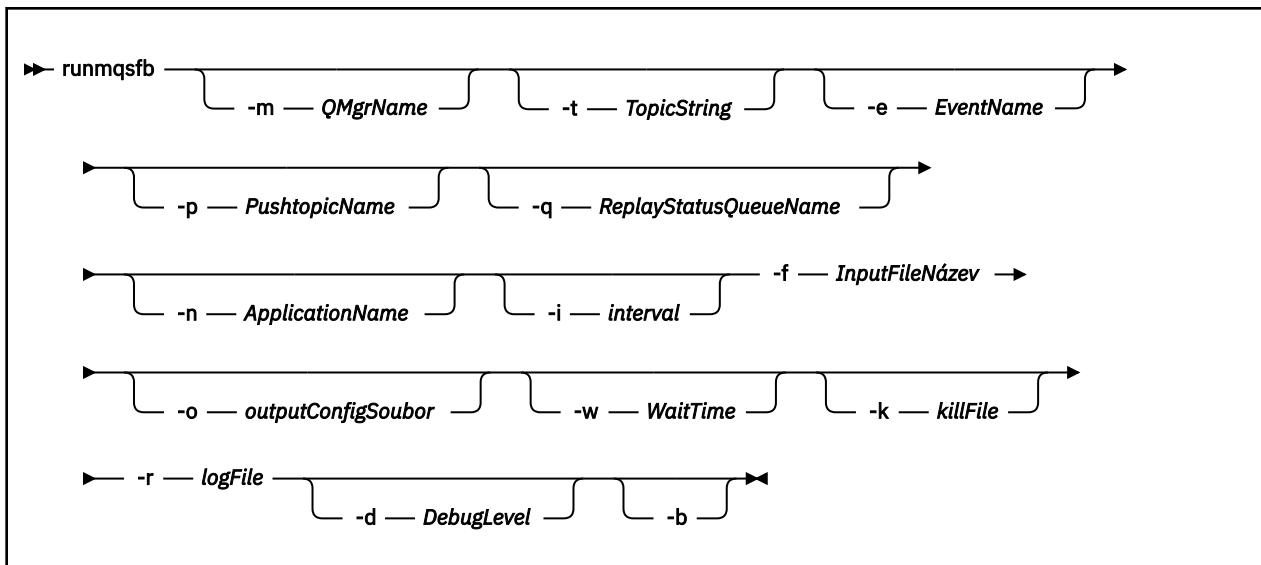 runmqsfb
-m QMgrName -t TopicString -e EventName
-p PushtopicName -q ReplayStatusQueueName
-f InputFileNázev
-n ApplicationName -i interval
-o outputConfigSoubor -w WaitTime -k killFile
-r logFile
-d DebugLevel -b